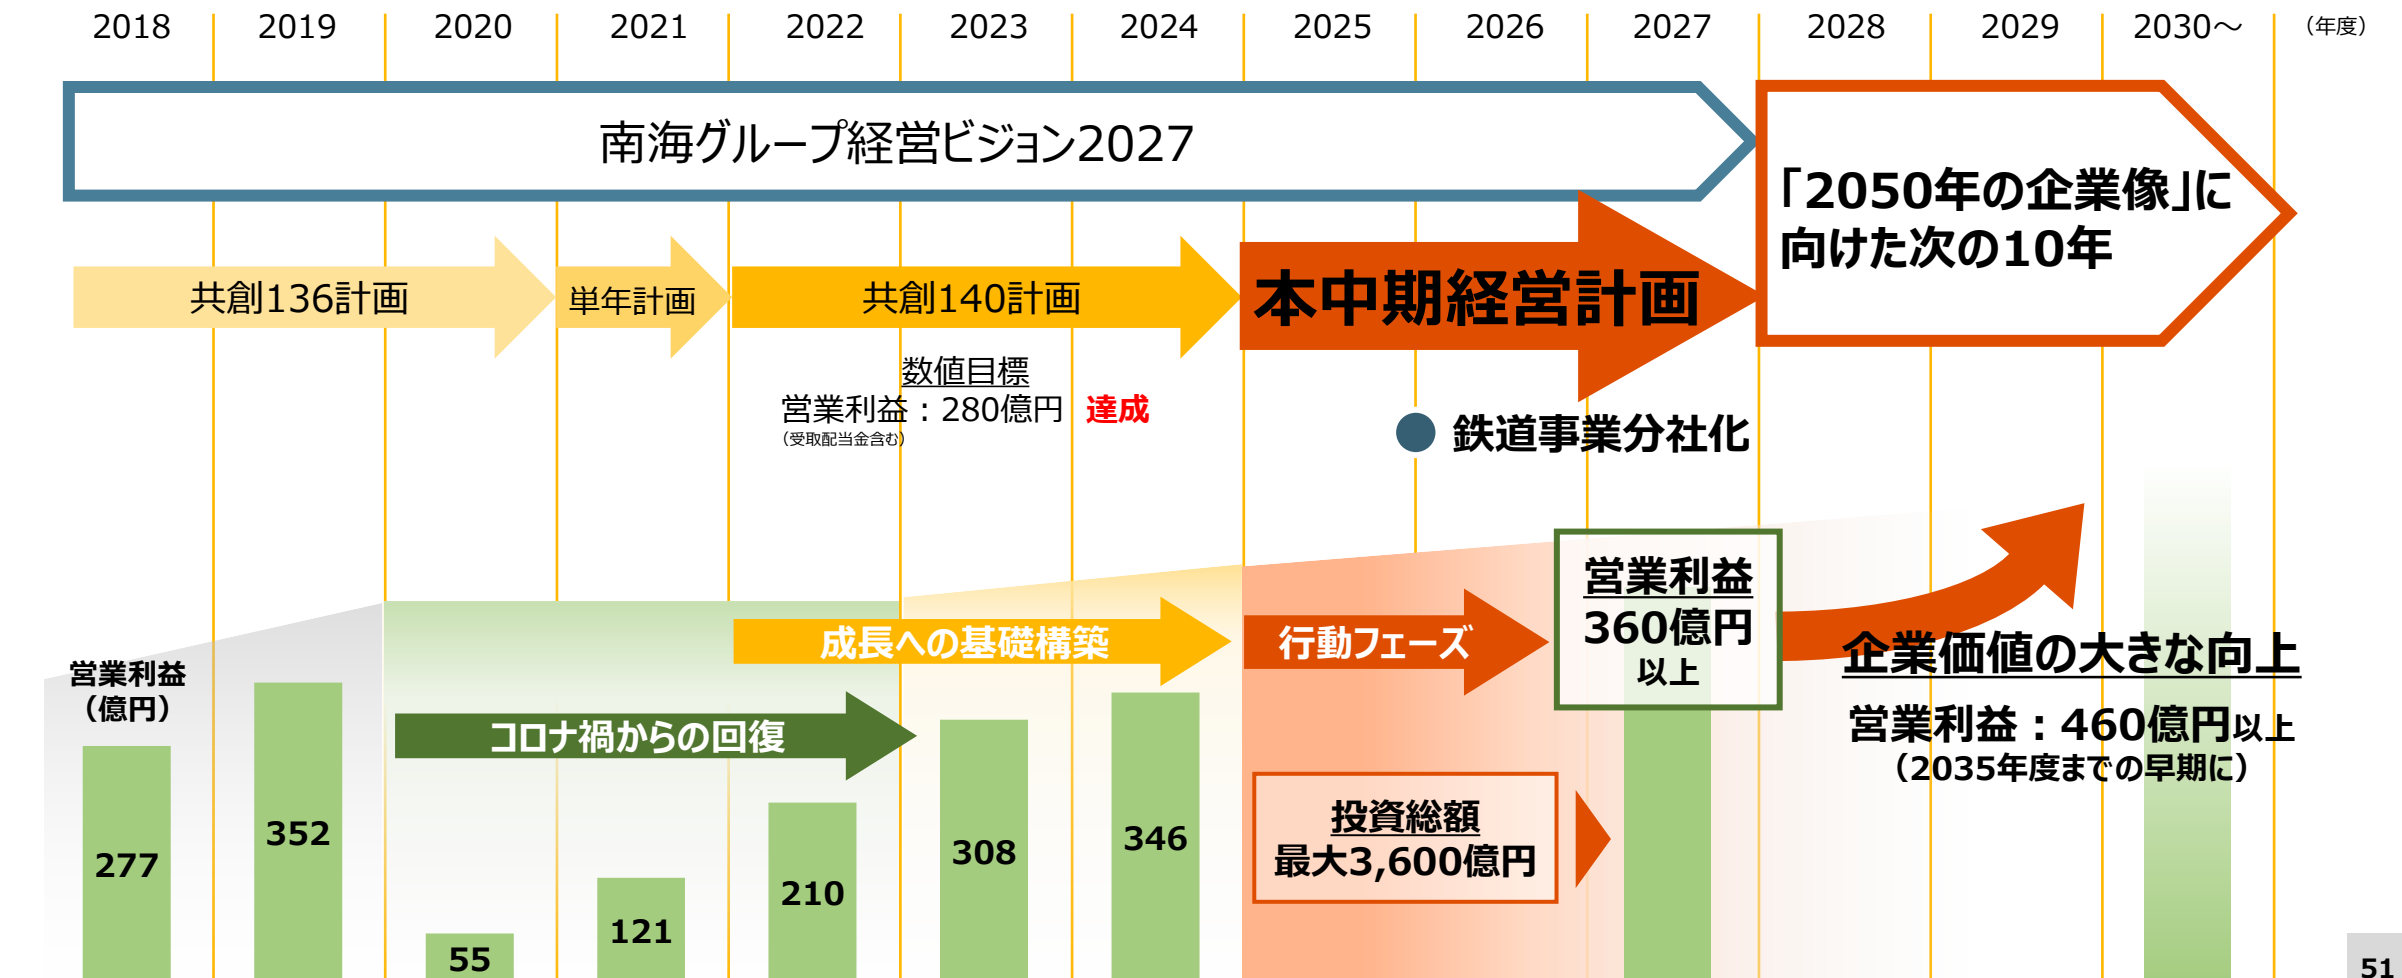 2018 2019 2020 2021 2022 2023 2024 2025 2026 2027 2028 2029 2030～ （年度）
南海グループ経営ビジョン2027
「2050年の企業像」に
向けた次の10年
共創136計画
単年計画
共創140計画
本中期経営計画
数値目標
営業利益：280億円 達成
（受取配当金含む）
鉄道事業分社化
営業利益
（億円）
成長への基礎構築
コロナ禍からの回復
行動フェーズ
営業利益
360億円
以上
企業価値の大きな向上
営業利益：460億円以上
（2035年度までの早期に）
投資総額
最大3,600億円
277
352
55
121
210
308
346
51